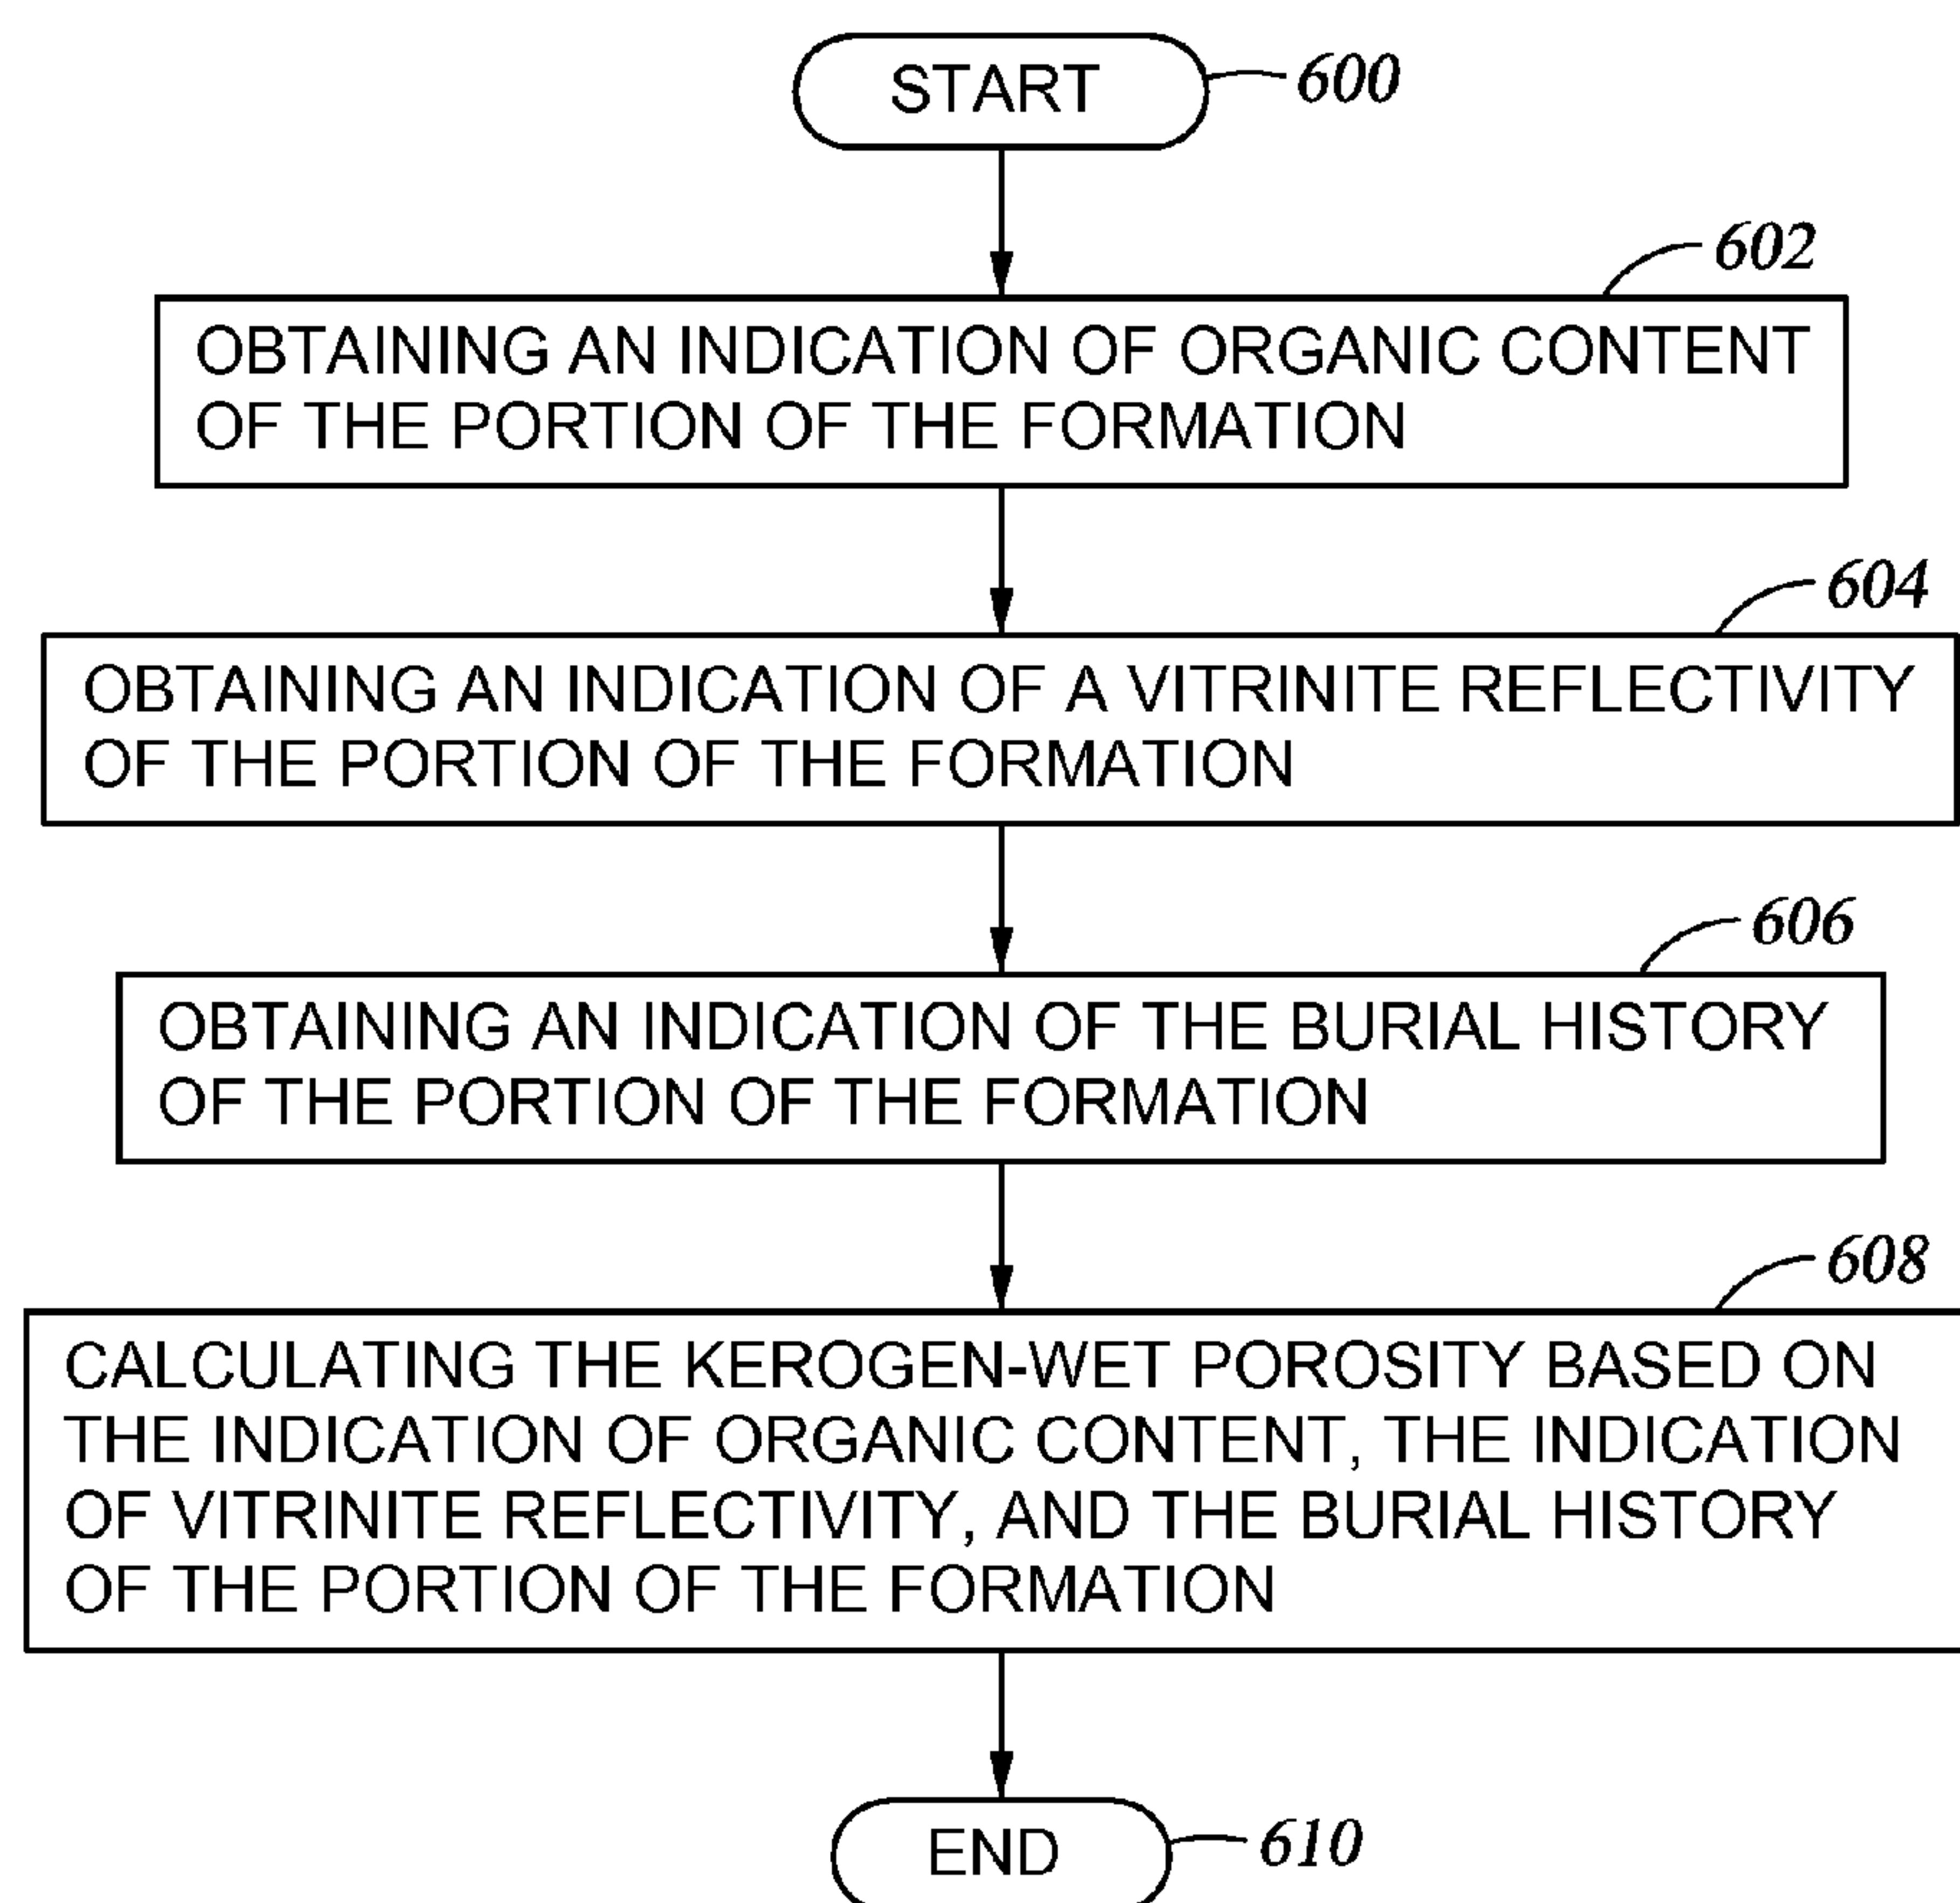 START
600
602
OBTAINING AN INDICATION OF ORGANIC CONTENT
OF THE PORTION OF THE FORMATION
604
OBTAINING AN INDICATION OF A VITRINITE REFLECTIVITY
OF THE PORTION OF THE FORMATION
606
OBTAINING AN INDICATION OF THE BURIAL HISTORY
OF THE PORTION OF THE FORMATION
608
CALCULATING THE KEROGEN-WET POROSITY BASED ON
THE INDICATION OF ORGANIC CONTENT, THE INDICATION
OF VITRINITE REFLECTIVITY, AND THE BURIAL HISTORY
OF THE PORTION OF THE FORMATION
END
610